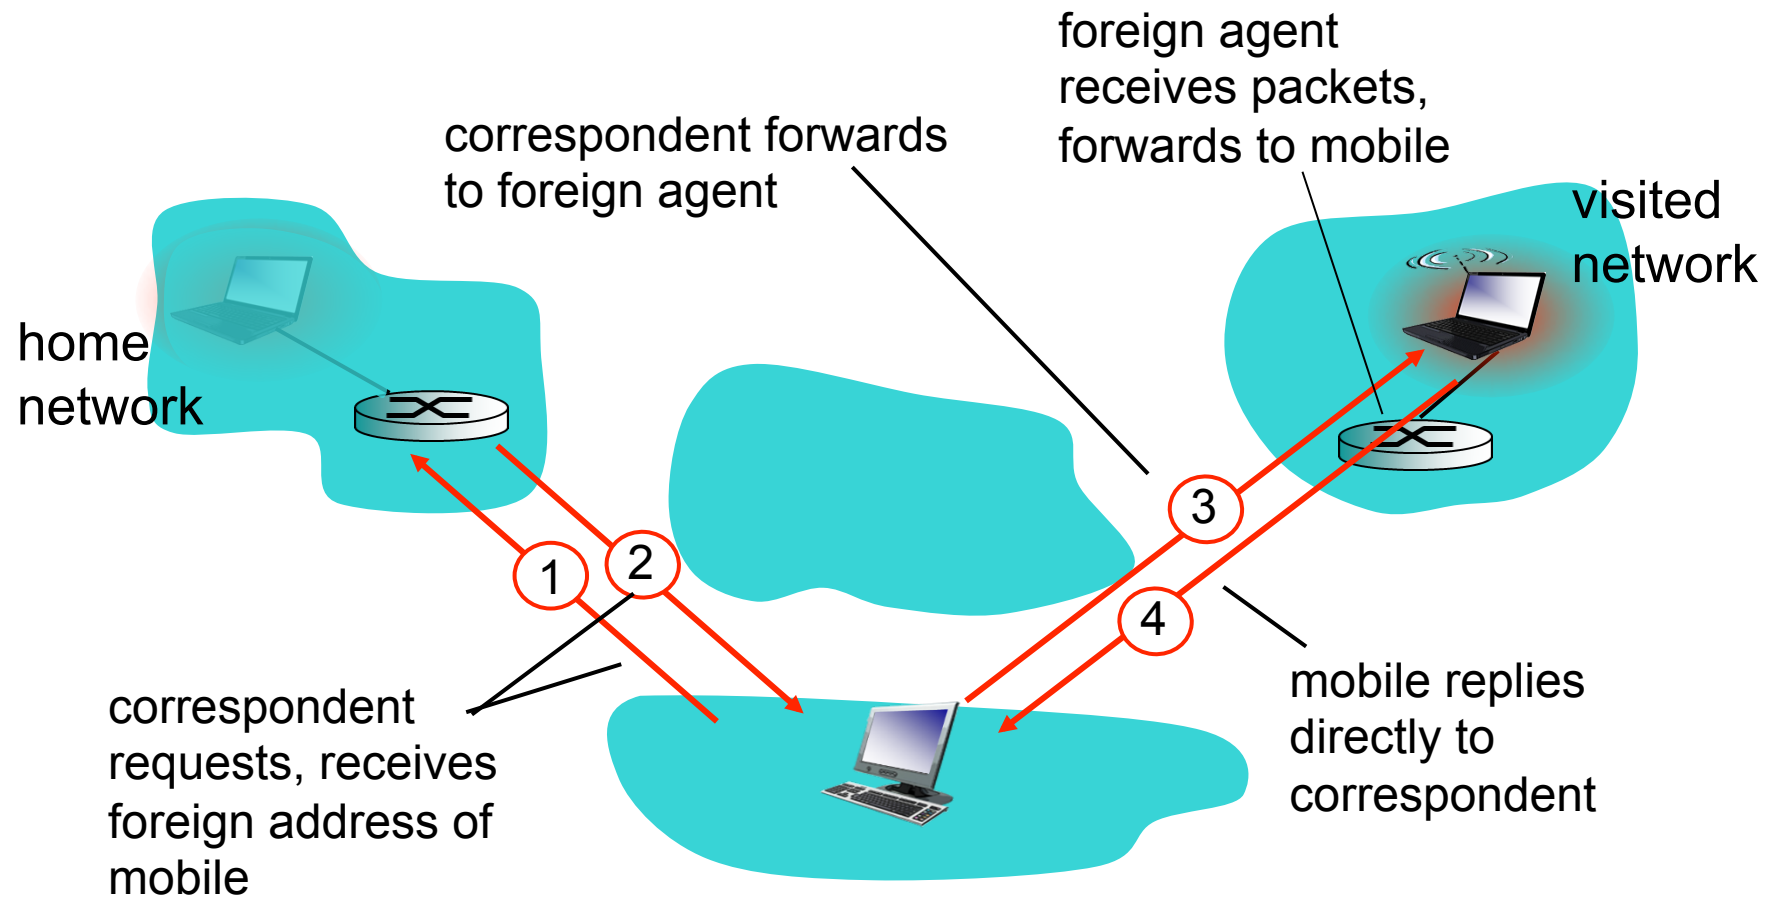 foreign agent
receives packets,
forwards to mobile
correspondent forwards
to foreign agent
visited
network
home
network
3
2
1
4
correspondent
requests, receives
foreign address of
mobile
mobile replies
directly to
correspondent